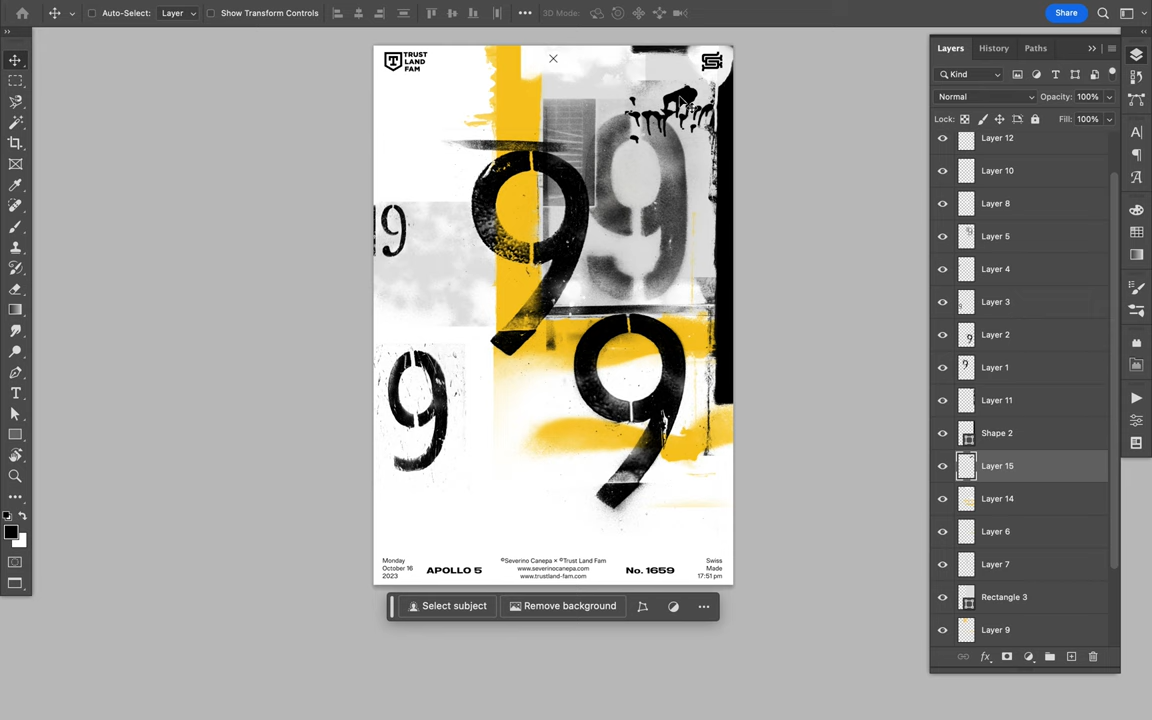 Auto-Select:
Layer
Show Transform Controls
3D Mode:
Share
TRUST
LAND
FAM
9
9
9
9
9
Monday
October 16
2023
APOLLO 5
©Severino Canepa × ©Trust Land Fam
www.severinocanepa.com
www.trustland-fam.com
No. 1659
Swiss
Made
17:51 pm
Select subject
Remove background
Layers
History
Paths
Kind
Normal
Opacity:
100%
Lock:
Fill:
100%
Layer 12
Layer 10
Layer 8
Layer 5
Layer 4
Layer 3
Layer 2
Layer 1
Layer 11
Shape 2
Layer 15
Layer 14
Layer 6
Layer 7
Rectangle 3
Layer 9